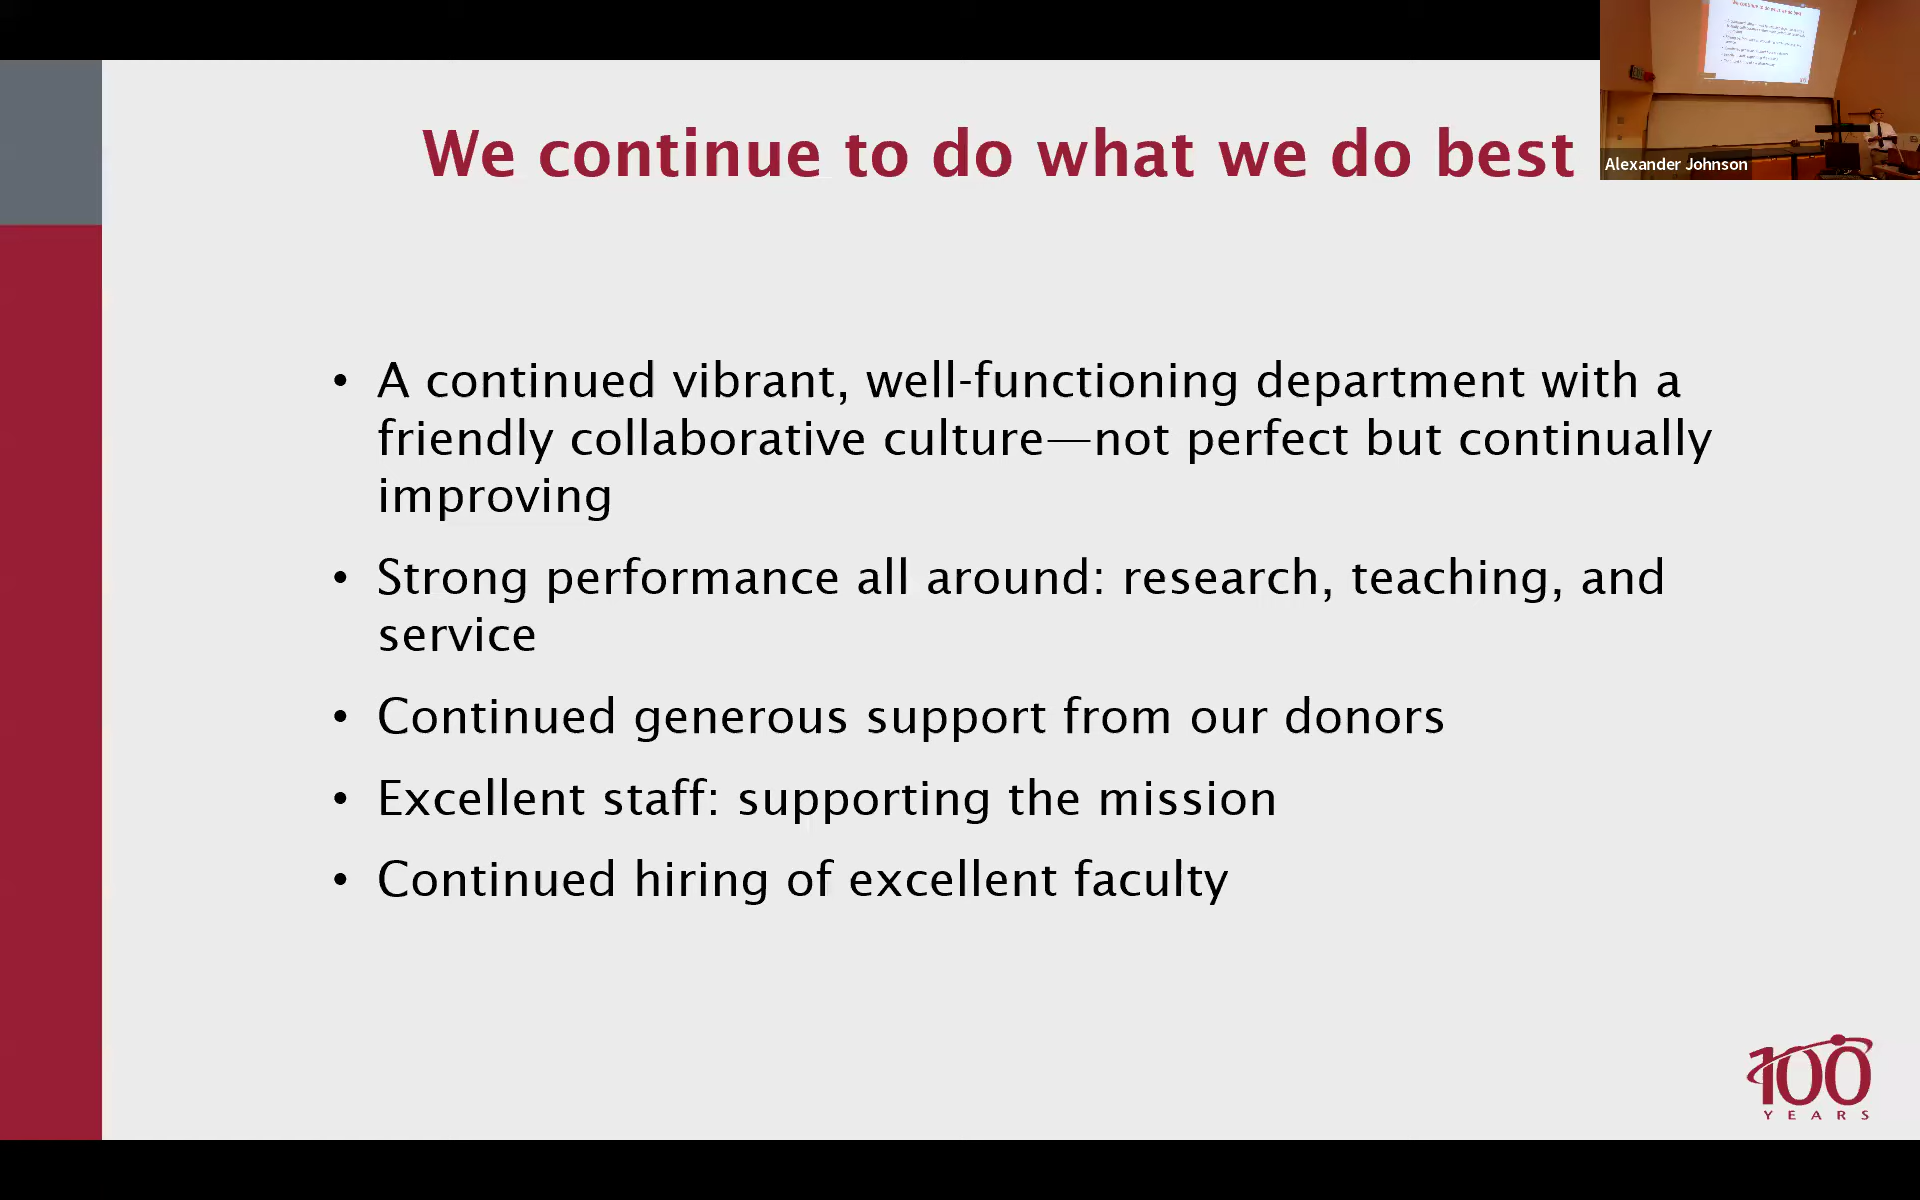 We continue to do what we do best
Alexander Johnson
• A continued vibrant, well-functioning department with a
friendly collaborative culture—not perfect but continually
improving
• Strong performance all around: research, teaching, and
service
• Continued generous support from our donors
• Excellent staff: supporting the mission
• Continued hiring of excellent faculty
100
YEARS